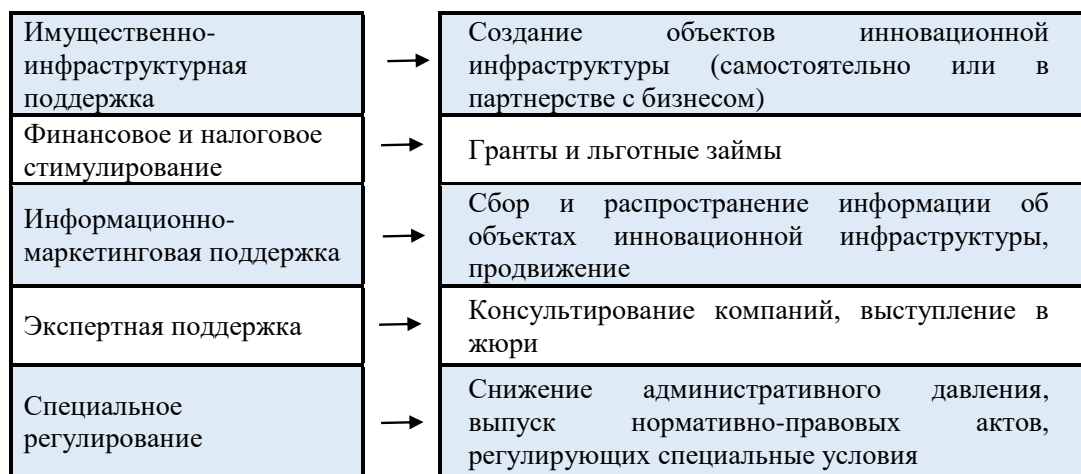 Имущественно-
инфраструктурная
поддержка
Создание объектов инновационной
инфраструктуры (самостоятельно или в
партнерстве с бизнесом)
Финансовое и налоговое
стимулирование
Гранты и льготные займы
Информационно-
маркетинговая поддержка
Сбор и распространение информации об
объектах инновационной инфраструктуры,
продвижение
Экспертная поддержка
Консультирование компаний, выступление в
жюри
Специальное
регулирование
Снижение административного давления,
выпуск нормативно-правовых актов,
регулирующих специальные условия